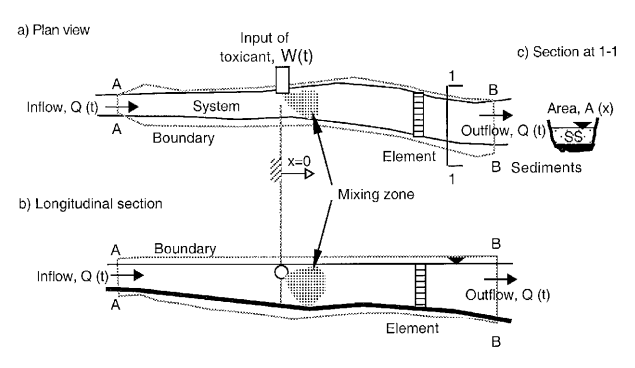 a) Plan view
Input of
toxicant, W(t)
c) Section at 1-1
A
1
B
Inflow, Q (t)
System
Area, A (x)
A
Boundary
Outflow, Q (t)
SS
Element
1
B
Sediments
x=0
Mixing zone
b) Longitudinal section
A
Boundary
B
Inflow, Q (t)
Outflow, Q (t)
A
Element
B